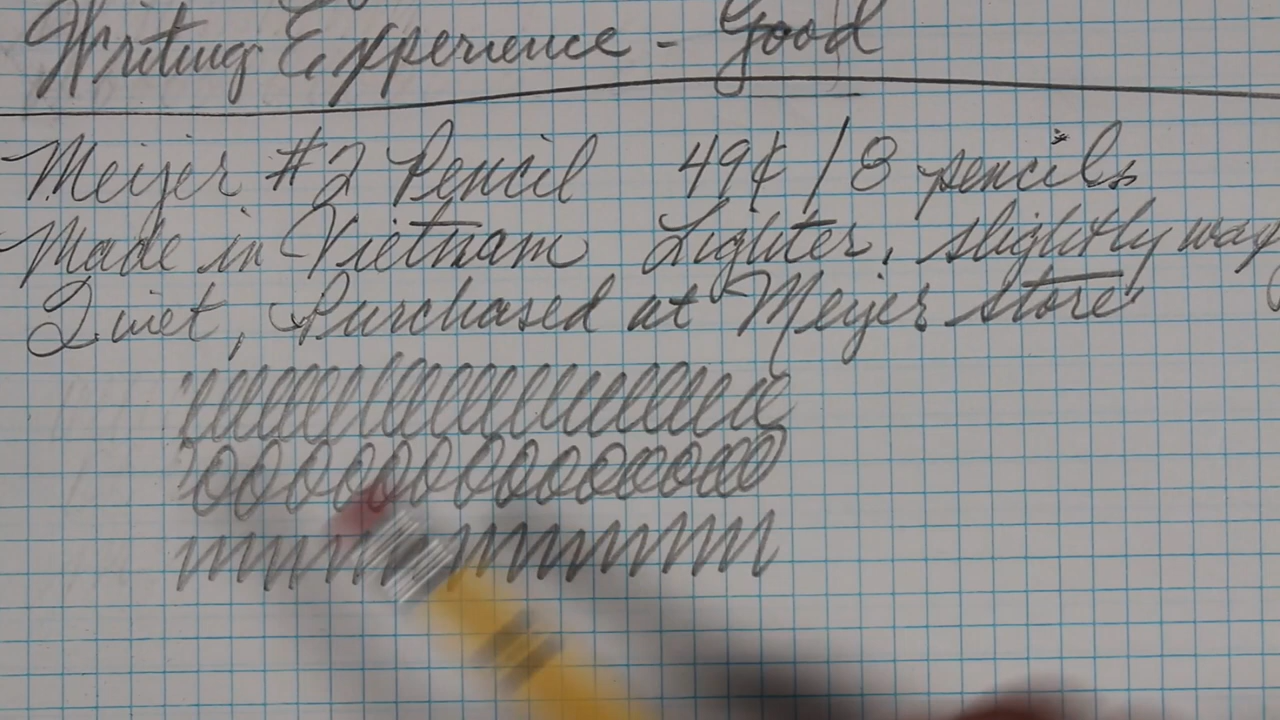 Writing Experience - Good
Meijer #2 Pencil 49¢ / 8 pencils
Made in Vietnam Lighter, slightly waxy
Quiet, Purchased at Meijer store